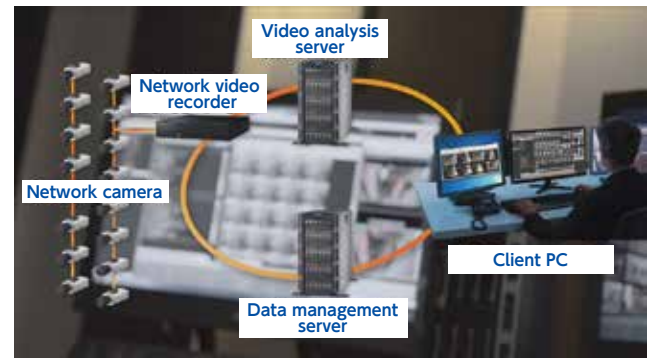 Video analysis
server
Network video
recorder
Network camera
Client PC
Data management
server